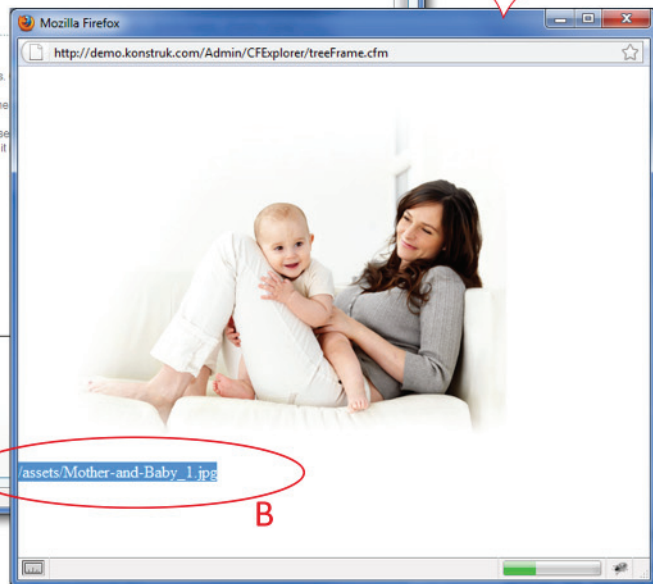 Mozilla Firefox
http://demo.konstruk.com/Admin/CFExplorer/treeFrame.cfm
/assets/Mother-and-Baby_1.jpg
B